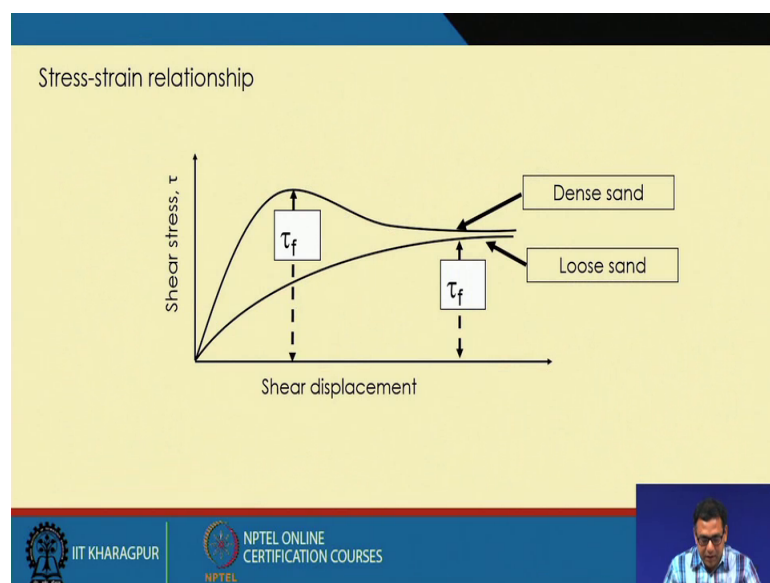 Stress-strain relationship
Shear stress, τ
τf
τf
Dense sand
Loose sand
Shear displacement
IIT KHARAGPUR
NPTEL
NPTEL ONLINE
CERTIFICATION COURSES